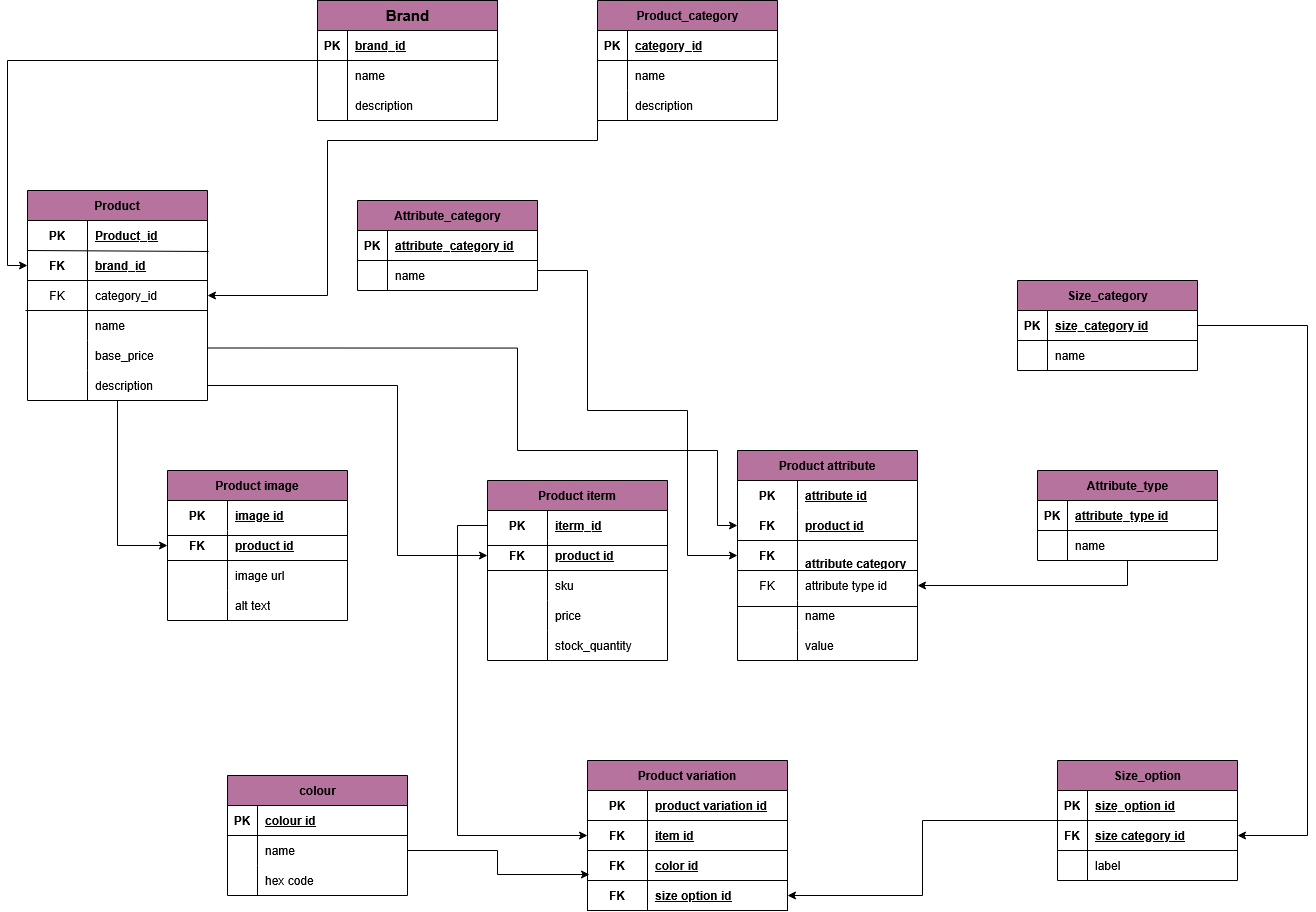 Brand
PK brand_id
name
description
Product_category
PK category_id
name
description
Product
PK Product_id
FK brand_id
FK category_id
name
base_price
description
Attribute_category
PK attribute_category id
name
Size_category
PK size_category id
name
Product image
PK image id
FK product id
image url
alt text
Product iterm
PK iterm_id
FK product id
sku
price
stock_quantity
Product attribute
PK attribute id
FK product id
FK attribute category
FK attribute type id
name
value
Attribute_type
PK attribute_type id
name
colour
PK colour id
name
hex code
Product variation
PK product variation id
FK item id
FK color id
FK size option id
Size_option
PK size_option id
FK size category id
label